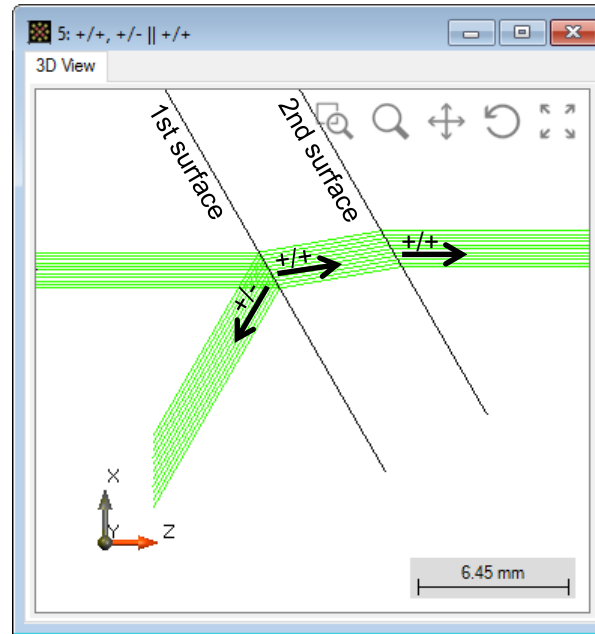 5: +/+, +/- || +/+
3D View
1st surface
2nd surface
+/+
+/+
+/-
X
Y
Z
6.45 mm